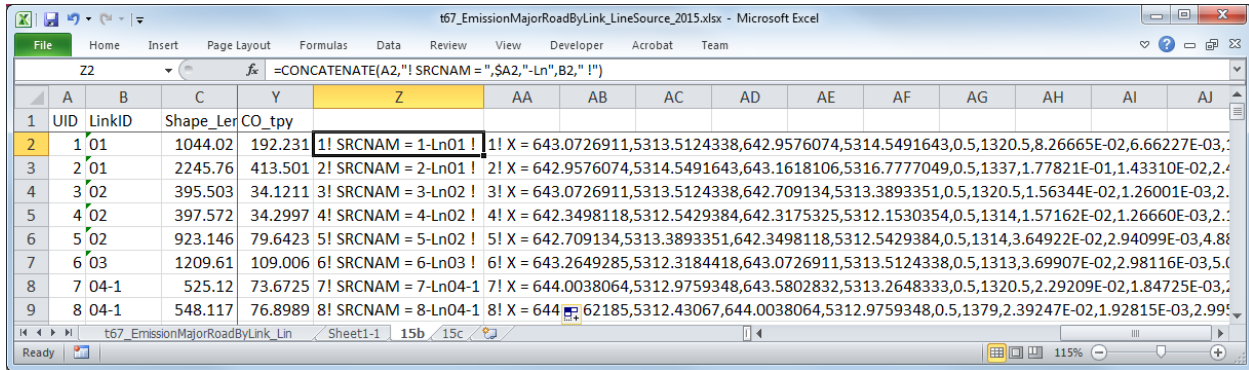 t67_EmissionMajorRoadByLink_LineSource_2015.xlsx - Microsoft Excel
File Home Insert Page Layout Formulas Data Review View Developer Acrobat Team
Z2 fx =CONCATENATE(A2,"! SRCNAM = ",$A2,"-Ln",B2," !")
A B C Y Z AA AB AC AD AE AF AG AH AI AJ
1 UID LinkID Shape_Ler CO_tpy
2 1 01 1044.02 192.231 1! SRCNAM = 1-Ln01 ! 1! X = 643.0726911,5313.5124338,642.9576074,5314.5491643,0.5,1320.5,8.26665E-02,6.66227E-03,1
3 2 01 2245.76 413.501 2! SRCNAM = 2-Ln01 ! 2! X = 642.9576074,5314.5491643,643.1618106,5316.7777049,0.5,1337,1.77821E-01,1.43310E-02,2.4
4 3 02 395.503 34.1211 3! SRCNAM = 3-Ln02 ! 3! X = 643.0726911,5313.5124338,642.709134,5313.3893351,0.5,1320.5,1.56344E-02,1.26001E-03,2.
5 4 02 397.572 34.2997 4! SRCNAM = 4-Ln02 ! 4! X = 642.3498118,5312.5429384,642.3175325,5312.1530354,0.5,1314,1.57162E-02,1.26660E-03,2.1
6 5 02 923.146 79.6423 5! SRCNAM = 5-Ln02 ! 5! X = 642.709134,5313.3893351,642.3498118,5312.5429384,0.5,1314,3.64922E-02,2.94099E-03,4.88
7 6 03 1209.61 109.006 6! SRCNAM = 6-Ln03 ! 6! X = 643.2649285,5312.3184418,643.0726911,5313.5124338,0.5,1313,3.69907E-02,2.98116E-03,5.0
8 7 04-1 525.12 73.6725 7! SRCNAM = 7-Ln04-1 7! X = 644.0038064,5312.9759348,643.5802832,5313.2648333,0.5,1320.5,2.29209E-02,1.84725E-03,2
9 8 04-1 548.117 76.8989 8! SRCNAM = 8-Ln04-1 8! X = 644 62185,5312.43067,644.0038064,5312.9759348,0.5,1379,2.39247E-02,1.92815E-03,2.995
t67_EmissionMajorRoadByLink_Lin Sheet1-1 15b 15c
Ready 115%